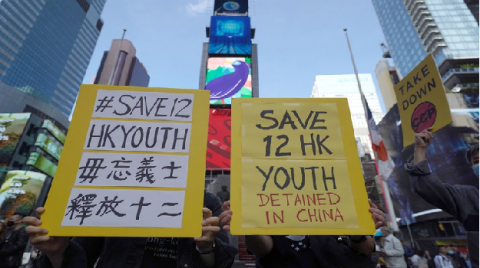 #SAVE12
HKYOUTH
毋忘義士
釋放十二
SAVE
12 HK
YOUTH
DETAINED
IN CHINA
TAKE
DOWN
CCP